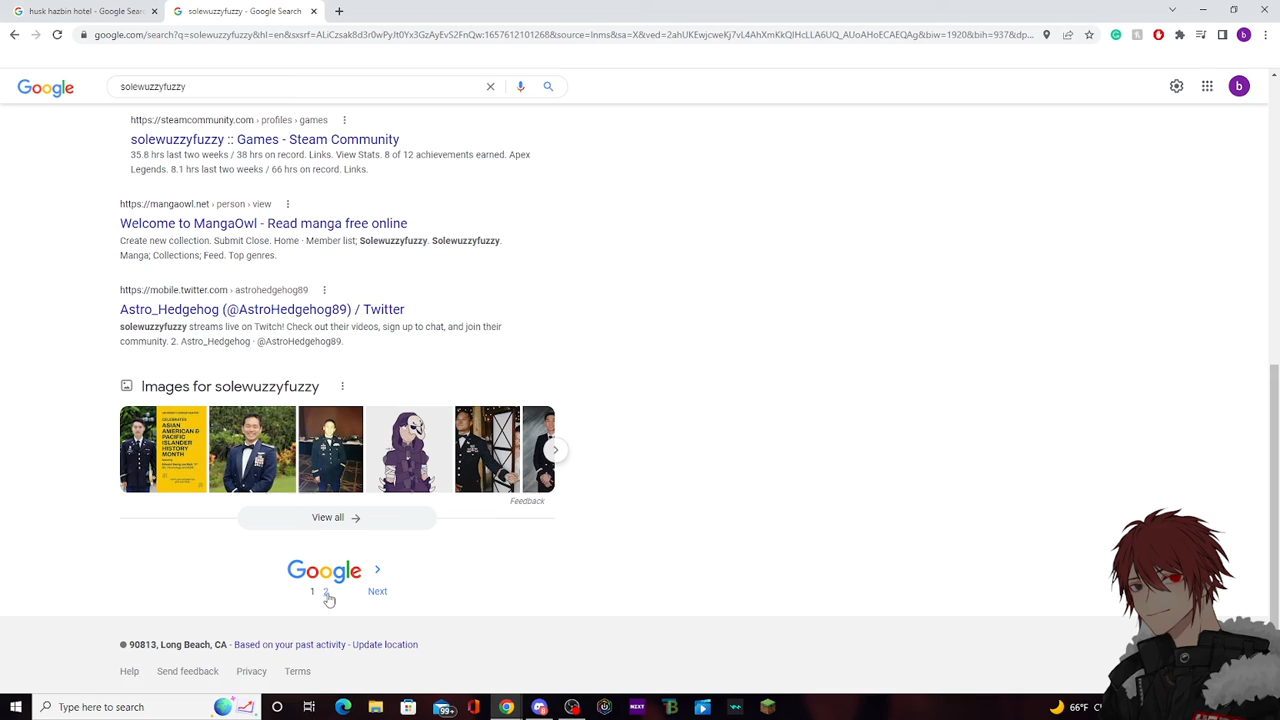 husk hazbin hotel - Google Search
solewuzzyfuzzy - Google Search
google.com/search?q=solewuzzyfuzzy&hl=en&sxsrf=ALiCzsak8d3r0wPyJt0Yx3GzAyEvS2FnQw:1657612101268&source=lnms&sa=X&ved=2ahUKEwjcweKj7vL4AhXmKkQIHcLLA6UQ_AUoAHoECAEQAg&biw=1920&bih=937&dp...
b
Google
solewuzzyfuzzy
b
https://steamcommunity.com › profiles › games
solewuzzyfuzzy :: Games - Steam Community
35.8 hrs last two weeks / 38 hrs on record. Links. View Stats. 8 of 12 achievements earned. Apex
Legends. 8.1 hrs last two weeks / 66 hrs on record. Links.
https://mangaowl.net › person › view
Welcome to MangaOwl - Read manga free online
Create new collection. Submit Close. Home · Member list; Solewuzzyfuzzy. Solewuzzyfuzzy.
Manga; Collections; Feed. Top genres.
https://mobile.twitter.com › astrohedgehog89
Astro_Hedgehog (@AstroHedgehog89) / Twitter
solewuzzyfuzzy streams live on Twitch! Check out their videos, sign up to chat, and join their
community. 2. Astro_Hedgehog · @AstroHedgehog89.
Images for solewuzzyfuzzy
CELEBRATES
ASIAN
AMERICAN &
PACIFIC
ISLANDER
HISTORY
MONTH
Feedback
View all
Google
1 2 Next
90813, Long Beach, CA - Based on your past activity - Update location
Help Send feedback Privacy Terms
Type here to search
99+
NZXT
66°F